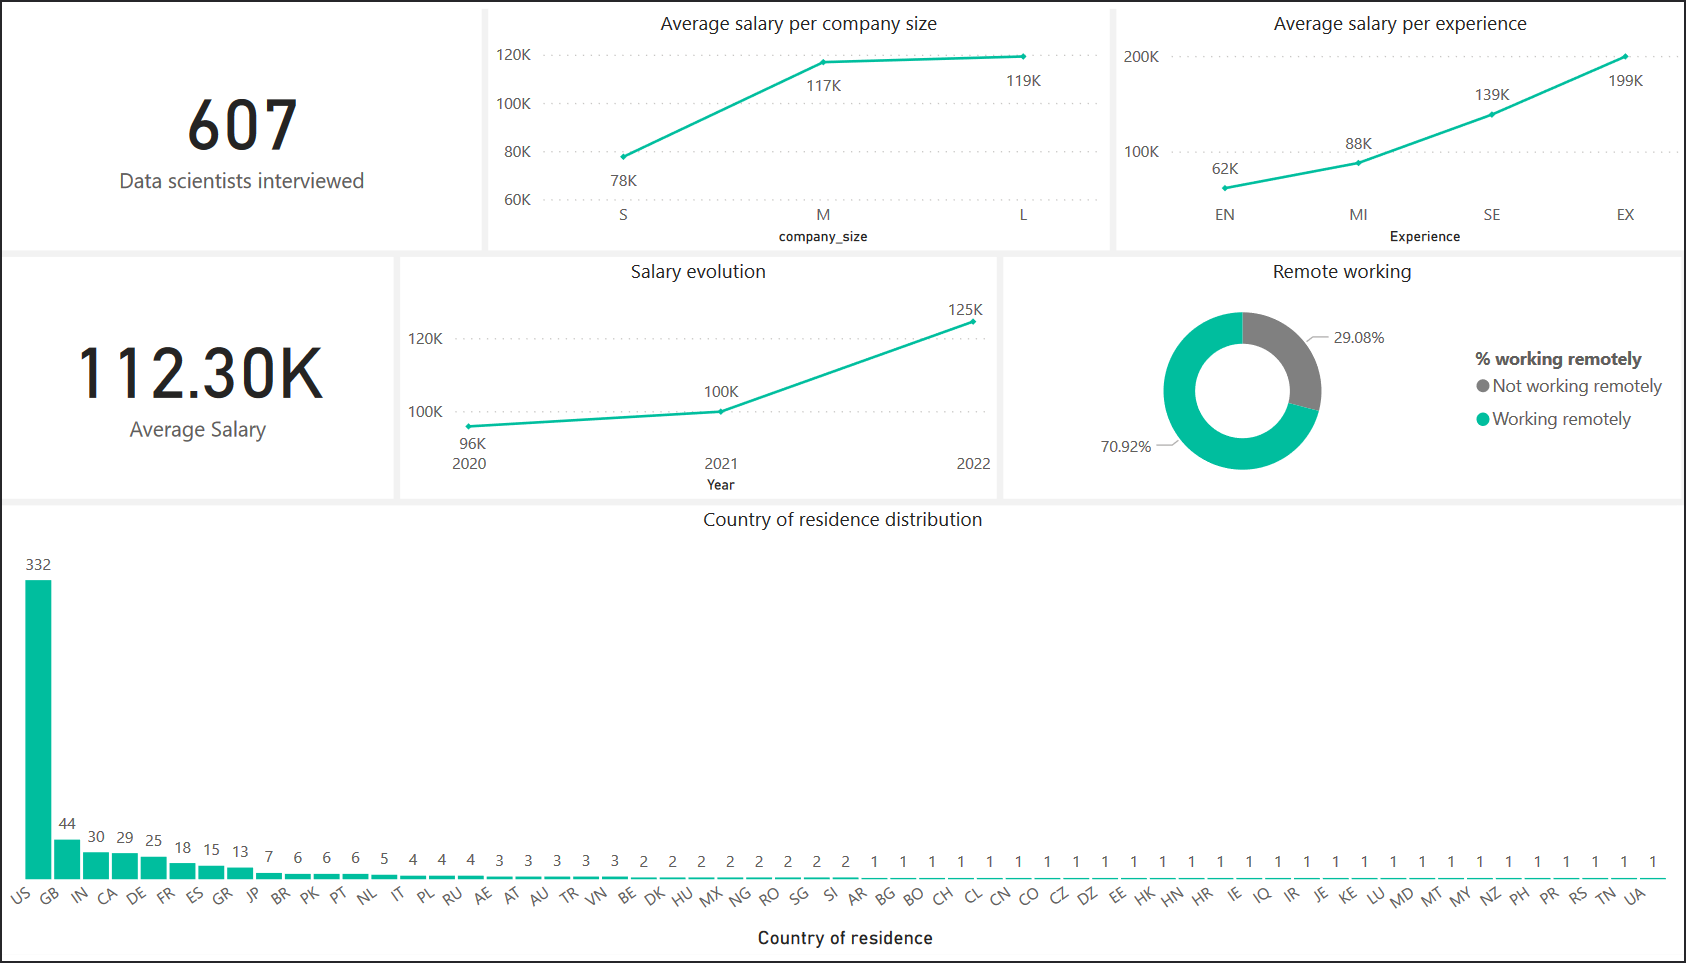 607
Data scientists interviewed
Average salary per company size
120K
100K
80K
60K
78K
117K
119K
S M L
company_size
Average salary per experience
200K
100K
62K
88K
139K
199K
EN MI SE EX
Experience
112.30K
Average Salary
Salary evolution
120K
100K
96K
100K
125K
2020 2021 2022
Year
Remote working
29.08%
70.92%
% working remotely
Not working remotely
Working remotely
Country of residence distribution
332 44 30 29 25 18 15 13 7 6 6 6 5 4 4 4 3 3 3 3 3 2 2 2 2 2 2 2 2 1 1 1 1 1 1 1 1 1 1 1 1 1 1 1 1 1 1 1 1 1 1 1 1 1 1 1 1
US GB IN CA DE FR ES GR JP BR PK PT NL IT PL RU AE AT AU TR VN BE DK HU MX NG RO SG SI AR BG BO CH CL CN CO CZ DZ EE HK HN HR IE IQ IR JE KE LU MD MT MY NZ PH PR RS TN UA
Country of residence